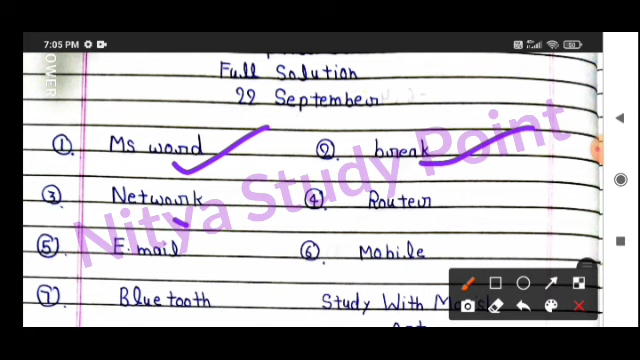 7:05 PM
POWER
Full Solution
22 September
① Ms word ② break
③ Network ④ Router
⑤ E.mail ⑥ Mobile
⑦ Bluetooth Study With
Nitya Study Point